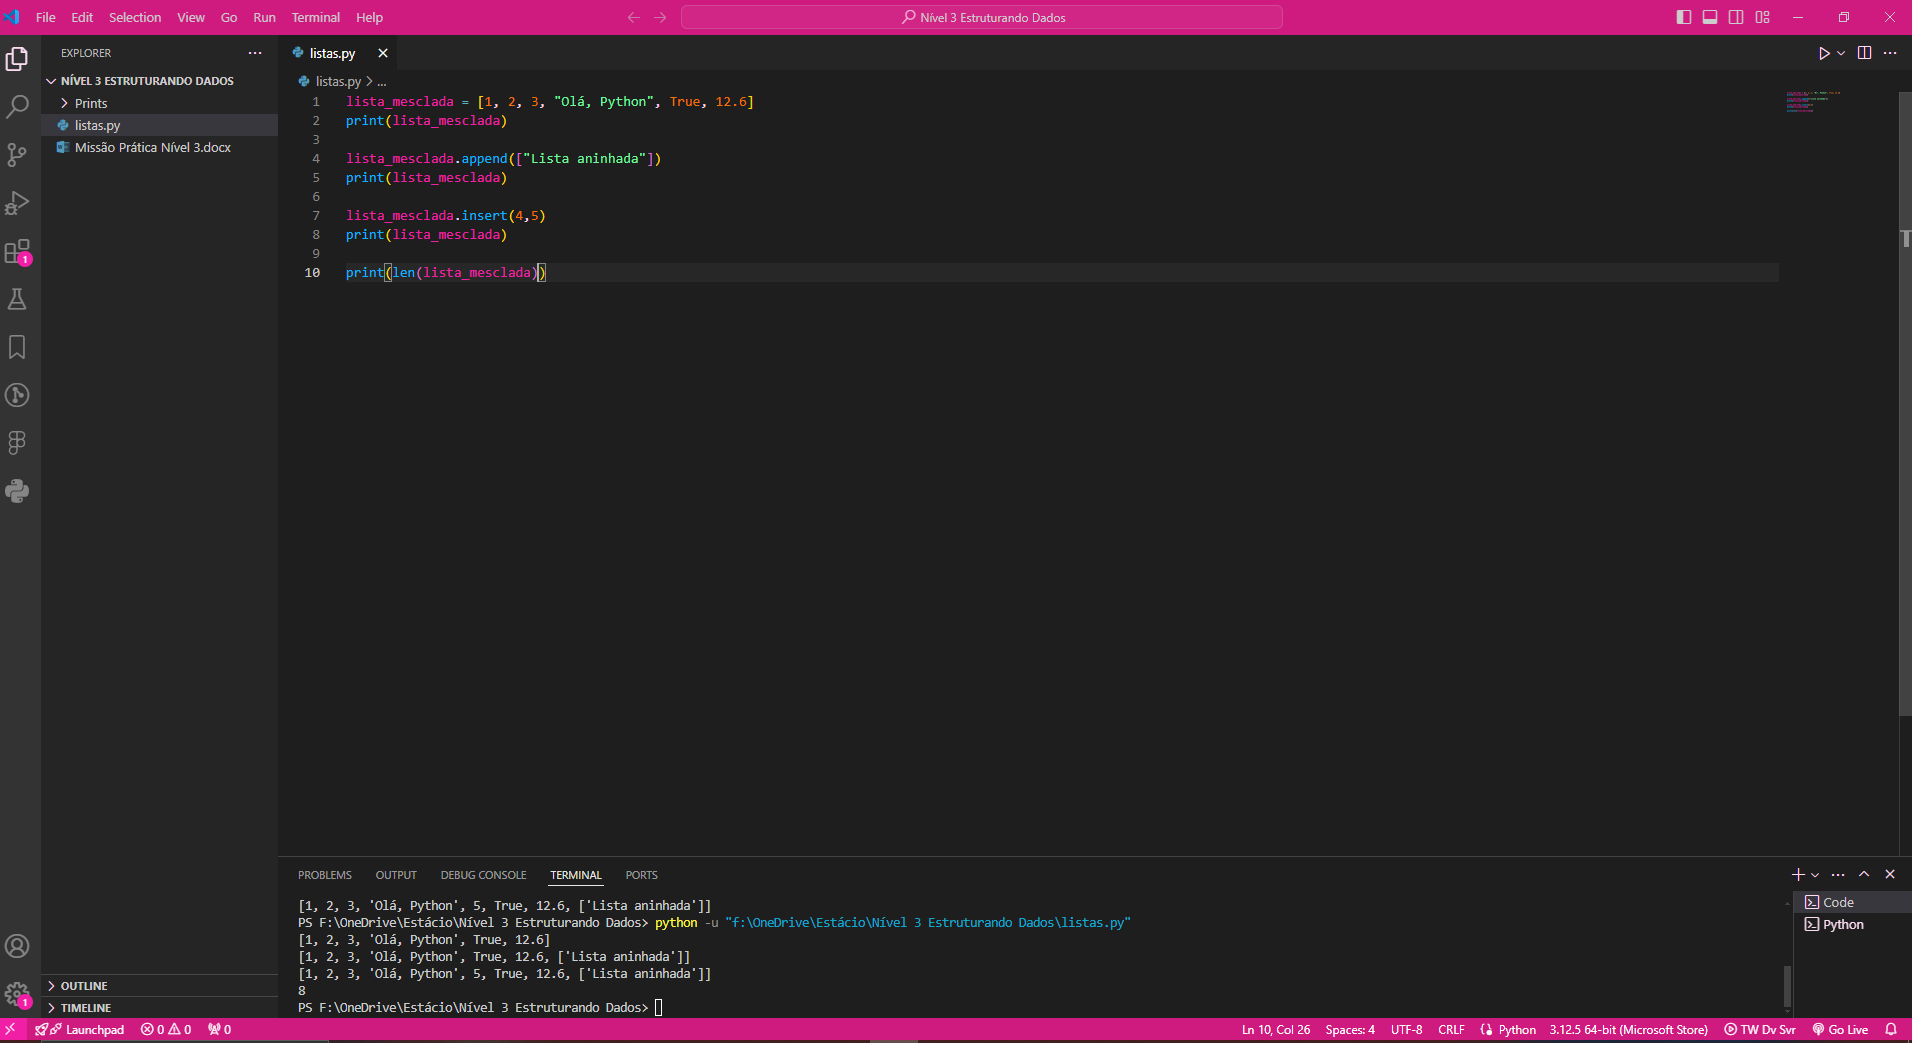 File Edit Selection View Go Run Terminal Help
Nível 3 Estruturando Dados
EXPLORER
NÍVEL 3 ESTRUTURANDO DADOS
Prints
listas.py
Missão Prática Nível 3.docx
OUTLINE
TIMELINE
listas.py
listas.py > ...
1 lista_mesclada = [1, 2, 3, "Olá, Python", True, 12.6]
2 print(lista_mesclada)
3
4 lista_mesclada.append(["Lista aninhada"])
5 print(lista_mesclada)
6
7 lista_mesclada.insert(4,5)
8 print(lista_mesclada)
9
10 print(len(lista_mesclada))
PROBLEMS OUTPUT DEBUG CONSOLE TERMINAL PORTS
[1, 2, 3, 'Olá, Python', 5, True, 12.6, ['Lista aninhada']]
PS F:\OneDrive\Estácio\Nível 3 Estruturando Dados> python -u "f:\OneDrive\Estácio\Nível 3 Estruturando Dados\listas.py"
[1, 2, 3, 'Olá, Python', True, 12.6]
[1, 2, 3, 'Olá, Python', True, 12.6, ['Lista aninhada']]
[1, 2, 3, 'Olá, Python', 5, True, 12.6, ['Lista aninhada']]
8
PS F:\OneDrive\Estácio\Nível 3 Estruturando Dados>
Code
Python
1
1
Launchpad 0 0 0
Ln 10, Col 26 Spaces: 4 UTF-8 CRLF Python 3.12.5 64-bit (Microsoft Store) TW Dv Svr Go Live